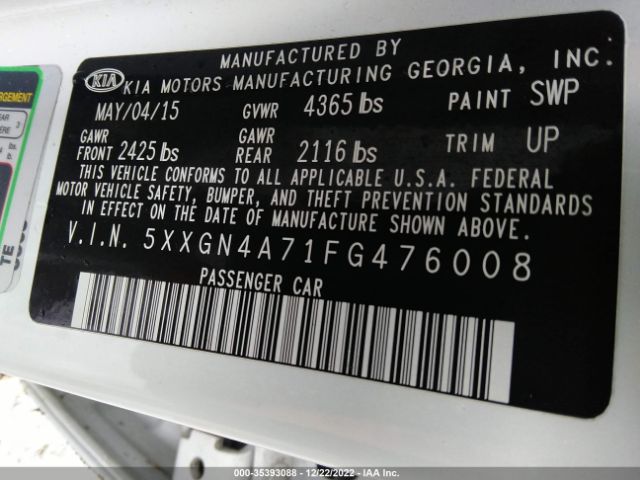 MANUFACTURED BY
KIA KIA MOTORS MANUFACTURING GEORGIA, INC.
MAY/04/15 GVWR 4365 lbs PAINT SWP
GAWR FRONT 2425 lbs GAWR REAR 2116 lbs TRIM UP
THIS VEHICLE CONFORMS TO ALL APPLICABLE U.S.A. FEDERAL
MOTOR VEHICLE SAFETY, BUMPER, AND THEFT PREVENTION STANDARDS
IN EFFECT ON THE DATE OF MANUFACTURE SHOWN ABOVE.
V.I.N. 5XXGN4A71FG476008
PASSENGER CAR
000-35393088 - 12/22/2022 - IAA Inc.